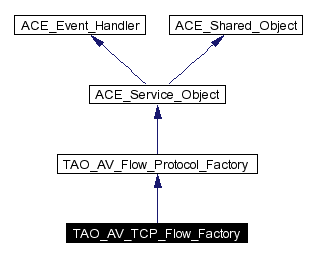 ACE_Event_Handler
ACE_Shared_Object
ACE_Service_Object
TAO_AV_Flow_Protocol_Factory
TAO_AV_TCP_Flow_Factory